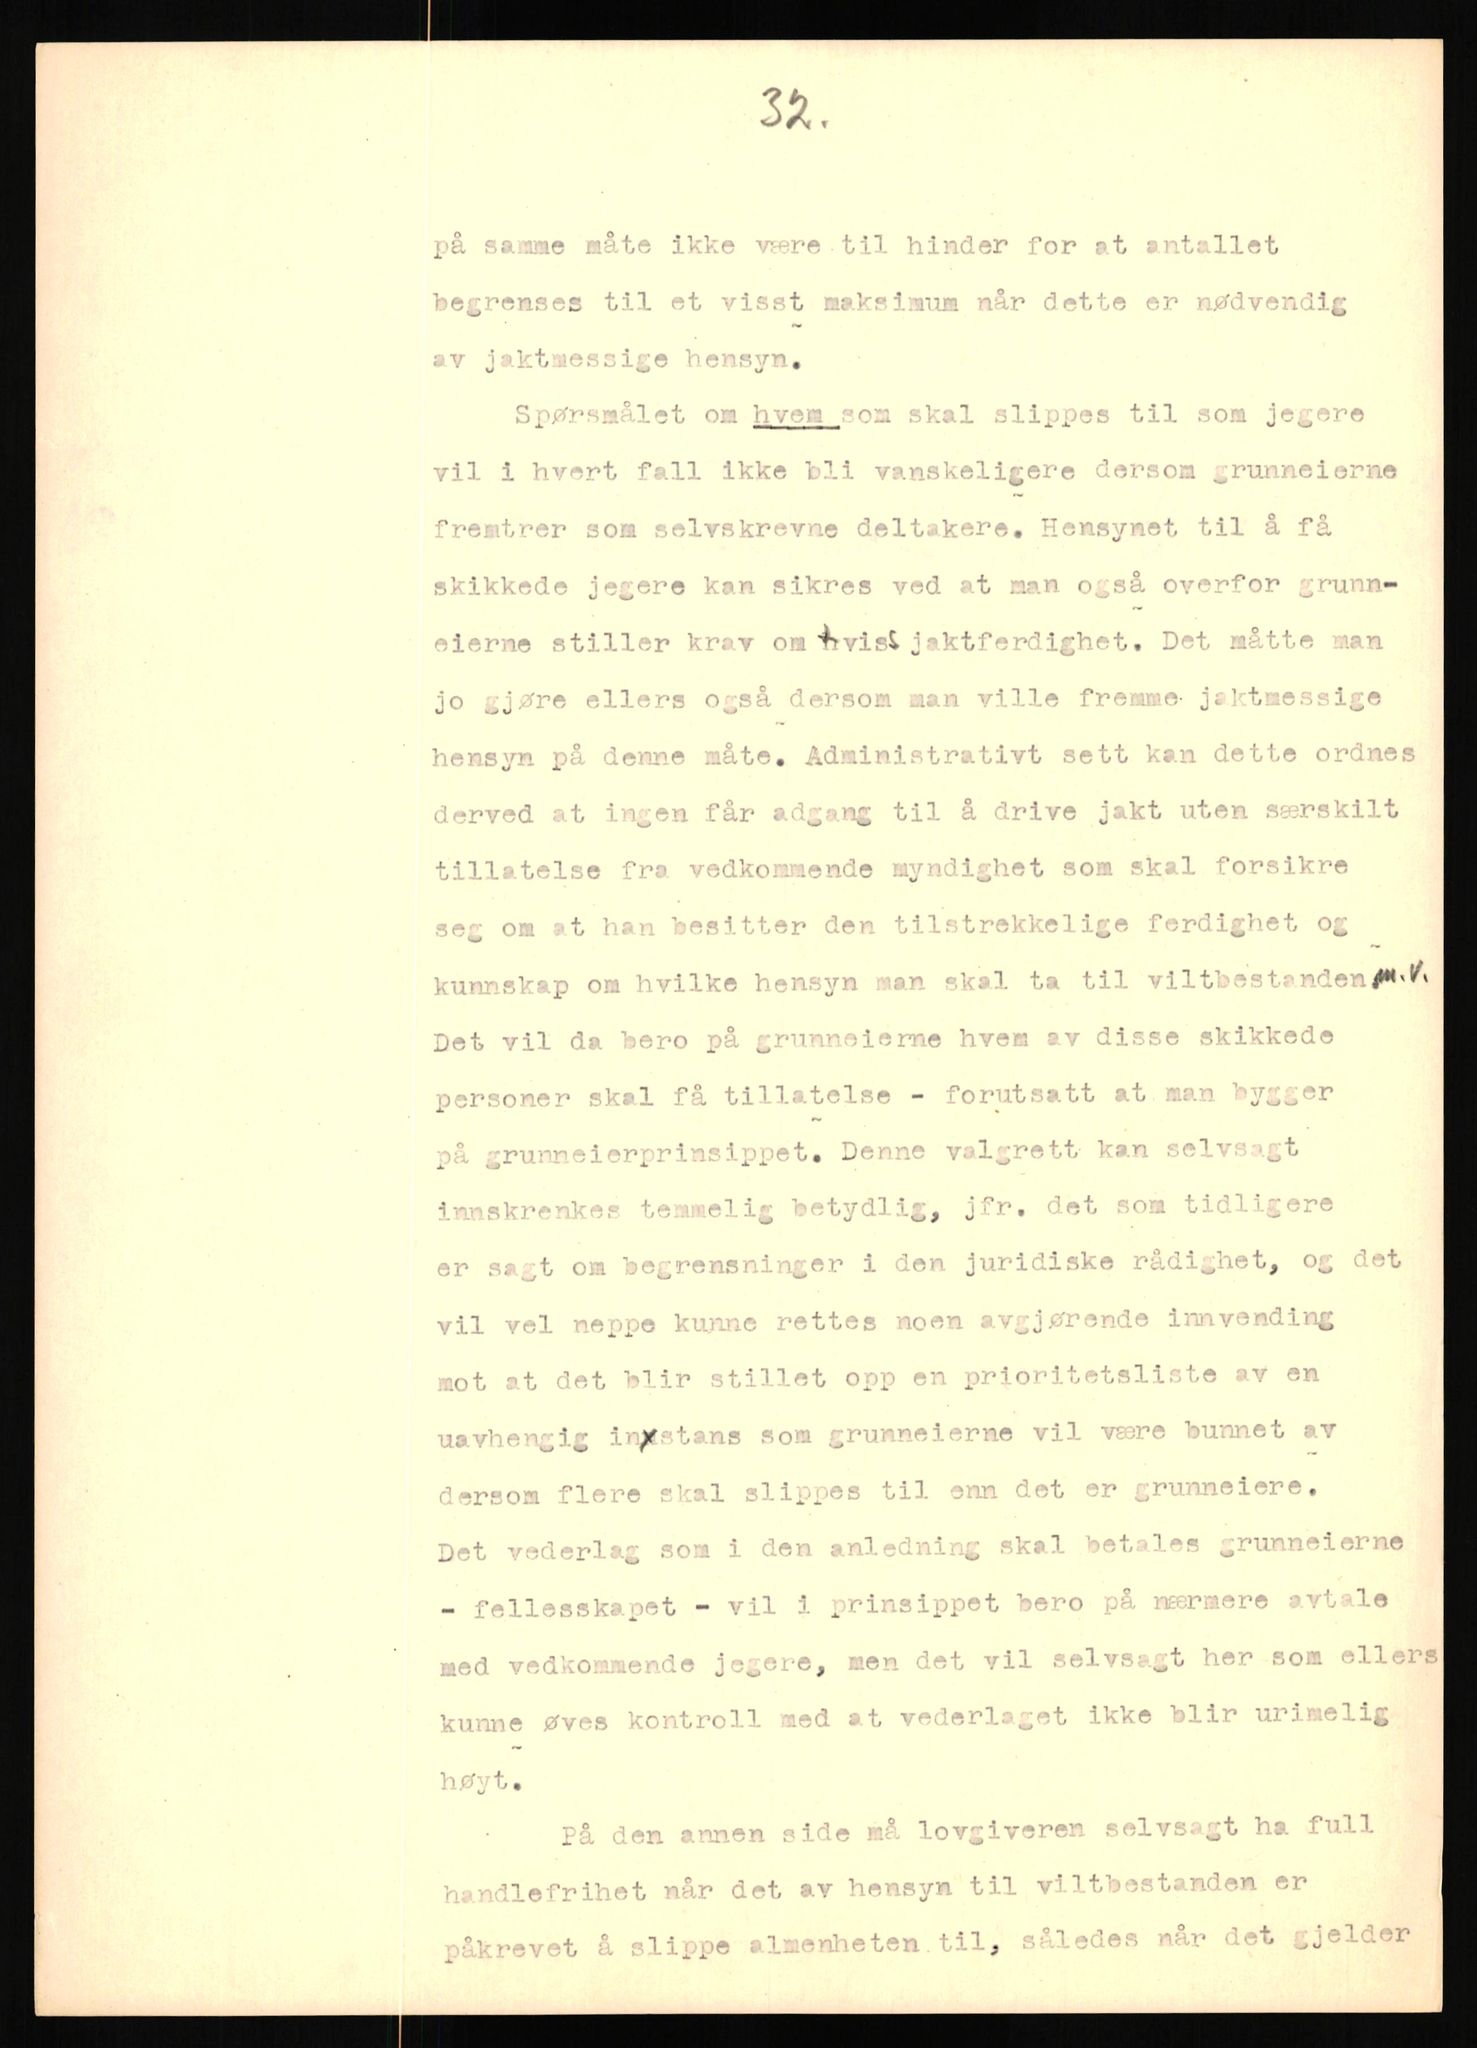 32.
på samme måte ikke være til hinder for at antallet
begrenses til et visst maksimum når dette er nødvendig
av jaktmessige hensyn.
Spørsmålet om hvem som skal slippes til som jegere
vil i hvert fall ikke bli vanskeligere dersom grunneierne
fremtrer som selvskrevne deltakere. Hensynet til å få
skikkede jegere kan sikres ved at man også overfor grunn-
eierne stiller krav om viss jaktferdighet. Det måtte man
jo gjøre ellers også dersom man ville fremme jaktmessige
hensyn på denne måte. Administrativt sett kan dette ordnes
derved at ingen får adgang til å drive jakt uten særskilt
tillatelse fra vedkommende myndighet som skal forsikre
seg om at han besitter den tilstrekkelige ferdighet og
kunnskap om hvilke hensyn man skal ta til viltbestanden m.v.
Det vil da bero på grunneierne hvem av disse skikkede
personer skal få tillatelse - forutsatt at man bygger
på grunneierprinsippet. Denne valgrett kan selvsagt
innskrenkes temmelig betydlig, jfr. det som tidligere
er sagt om begrensninger i den juridiske rådighet, og det
vil vel neppe kunne rettes noen avgjørende innvending
mot at det blir stillet opp en prioritetsliste av en
uavhengig instans som grunneierne vil være bunnet av
dersom flere skal slippes til enn det er grunneiere.
Det vederlag som i den anledning skal betales grunneierne
- fellesskapet - vil i prinsippet bero på nærmere avtale
med vedkommende jegere, men det vil selvsagt her som ellers
kunne øves kontroll med at vederlaget ikke blir urimelig
høyt.
På den annen side må lovgiveren selvsagt ha full
handlefrihet når det av hensyn til viltbestanden er
påkrevet å slippe almenheten til, således når det gjelder